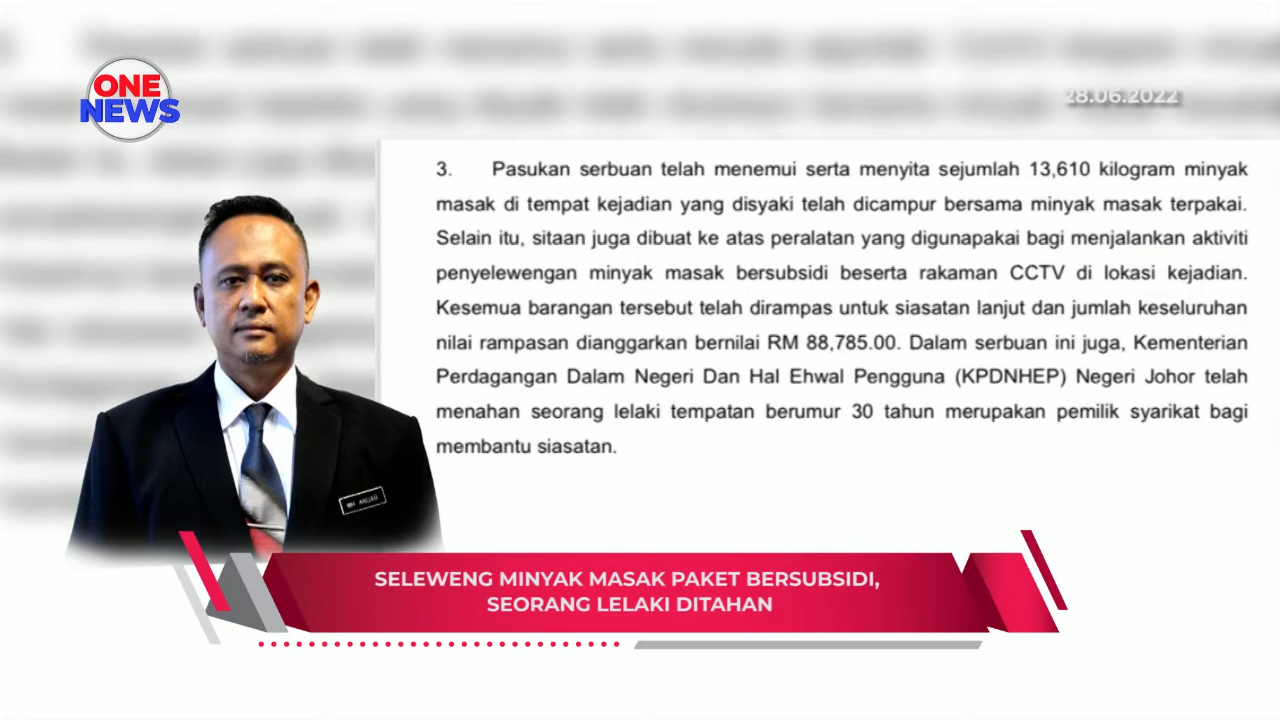 ONE
NEWS
28.06.2022
3. Pasukan serbuan telah menemui serta menyita sejumlah 13,610 kilogram minyak
masak di tempat kejadian yang disyaki telah dicampur bersama minyak masak terpakai.
Selain itu, sitaan juga dibuat ke atas peralatan yang digunapakai bagi menjalankan aktiviti
penyelewengan minyak masak bersubsidi beserta rakaman CCTV di lokasi kejadian.
Kesemua barangan tersebut telah dirampas untuk siasatan lanjut dan jumlah keseluruhan
nilai rampasan dianggarkan bernilai RM 88,785.00. Dalam serbuan ini juga, Kementerian
Perdagangan Dalam Negeri Dan Hal Ehwal Pengguna (KPDNHEP) Negeri Johor telah
menahan seorang lelaki tempatan berumur 30 tahun merupakan pemilik syarikat bagi
membantu siasatan.
SELEWENG MINYAK MASAK PAKET BERSUBSIDI,
SEORANG LELAKI DITAHAN